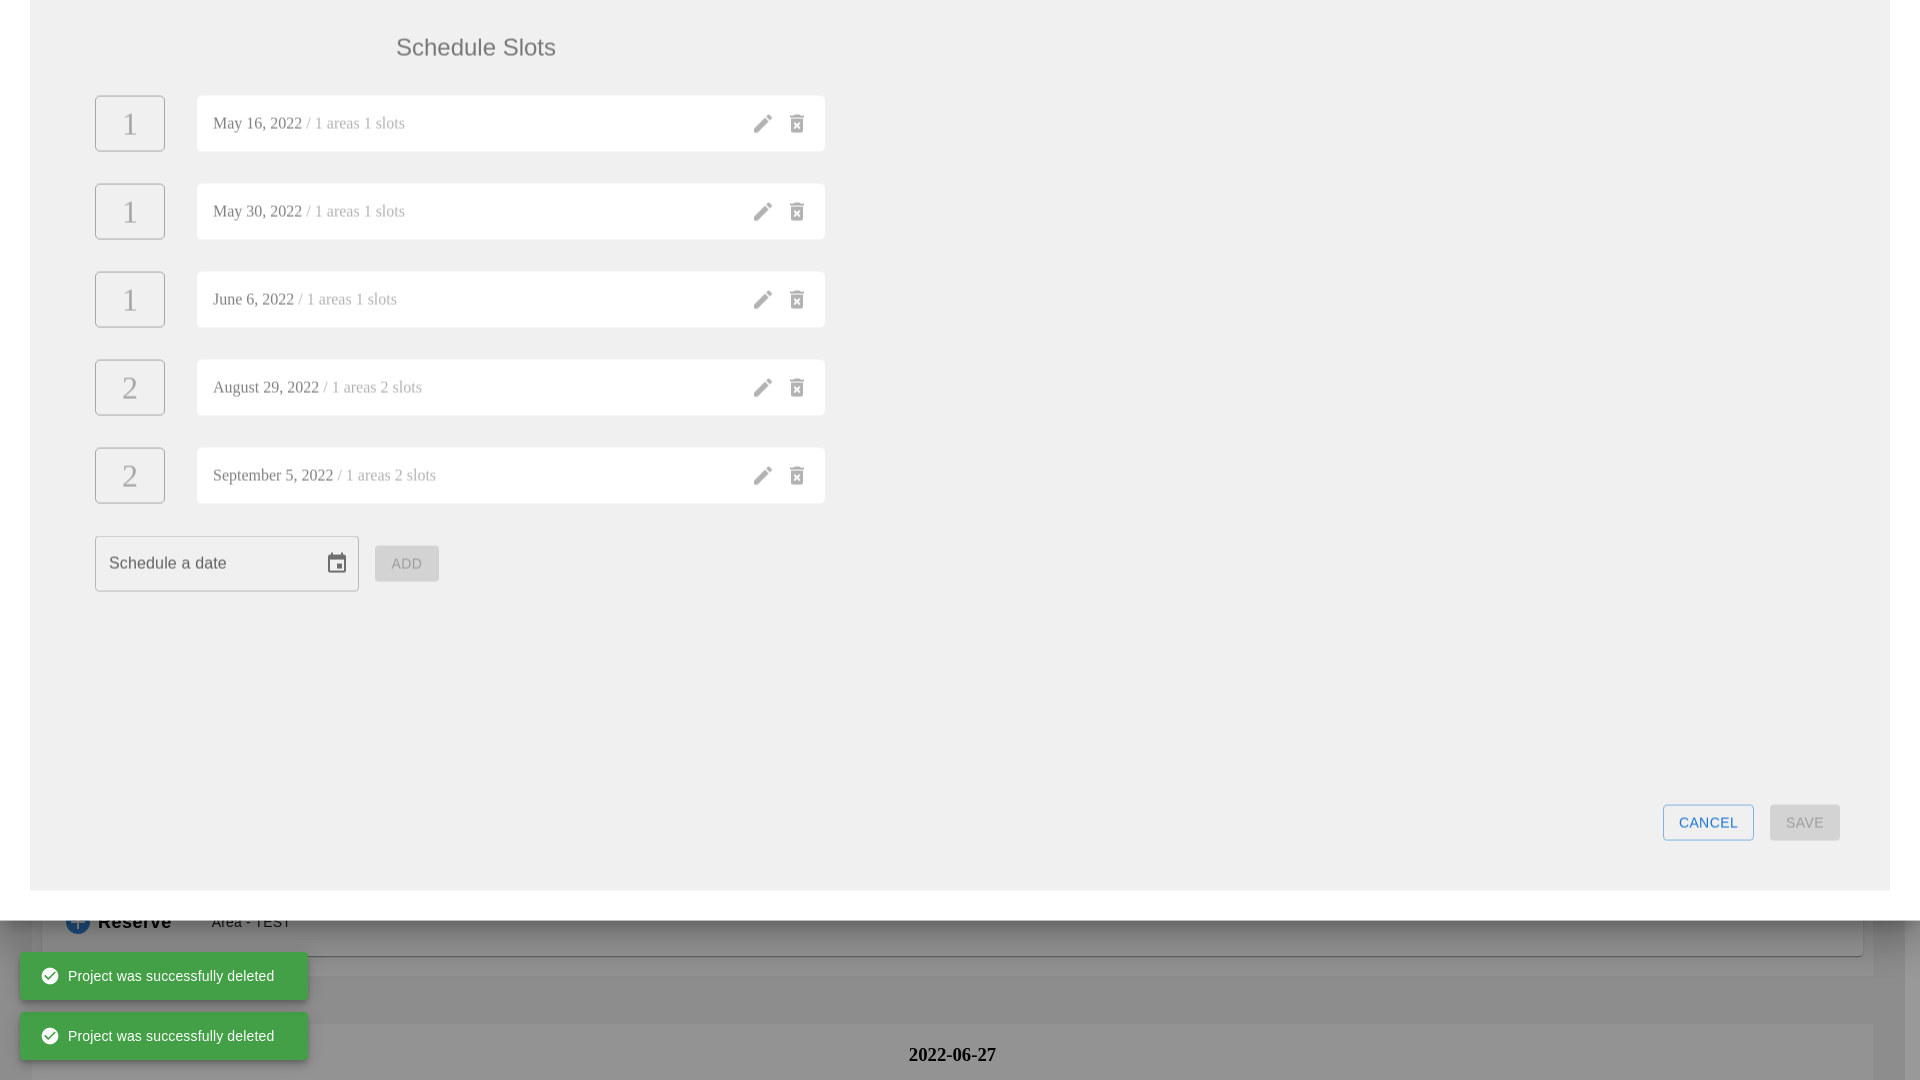 Schedule Slots
1
May 16, 2022 / 1 areas 1 slots
1
May 30, 2022 / 1 areas 1 slots
1
June 6, 2022 / 1 areas 1 slots
2
August 29, 2022 / 1 areas 2 slots
2
September 5, 2022 / 1 areas 2 slots
Schedule a date
ADD
CANCEL
SAVE
Reserve
Area - TEST
Project was successfully deleted
Project was successfully deleted
2022-06-27